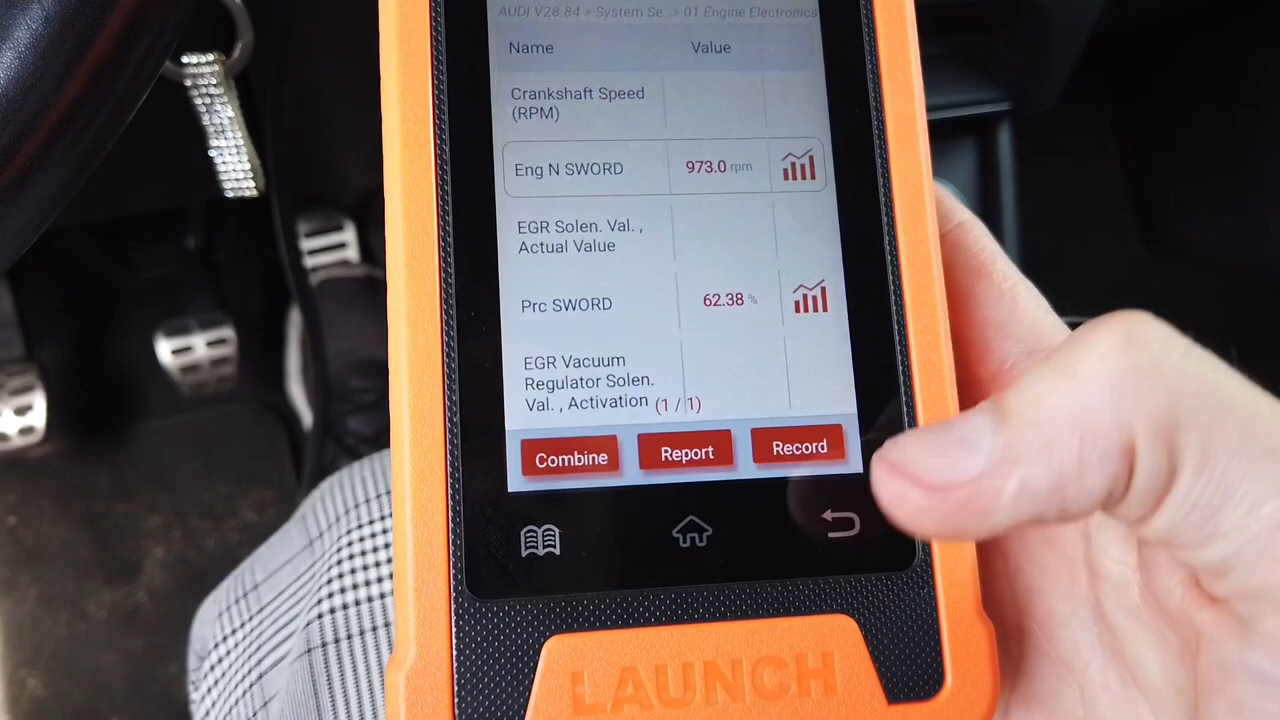 AUDI V28.84 > System Se.. > 01 Engine Electronics
Name Value
Crankshaft Speed
(RPM)
Eng N SWORD 973.0 rpm
EGR Solen. Val. ,
Actual Value
Prc SWORD 62.38 %
EGR Vacuum
Regulator Solen.
Val. , Activation (1 / 1)
Combine Report Record
LAUNCH